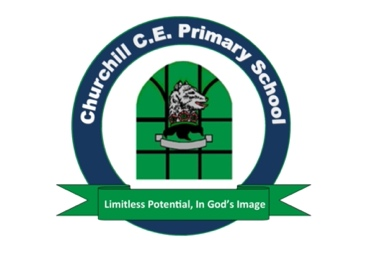 Churchill C.E. Primary School
Limitless Potential, In God's Image